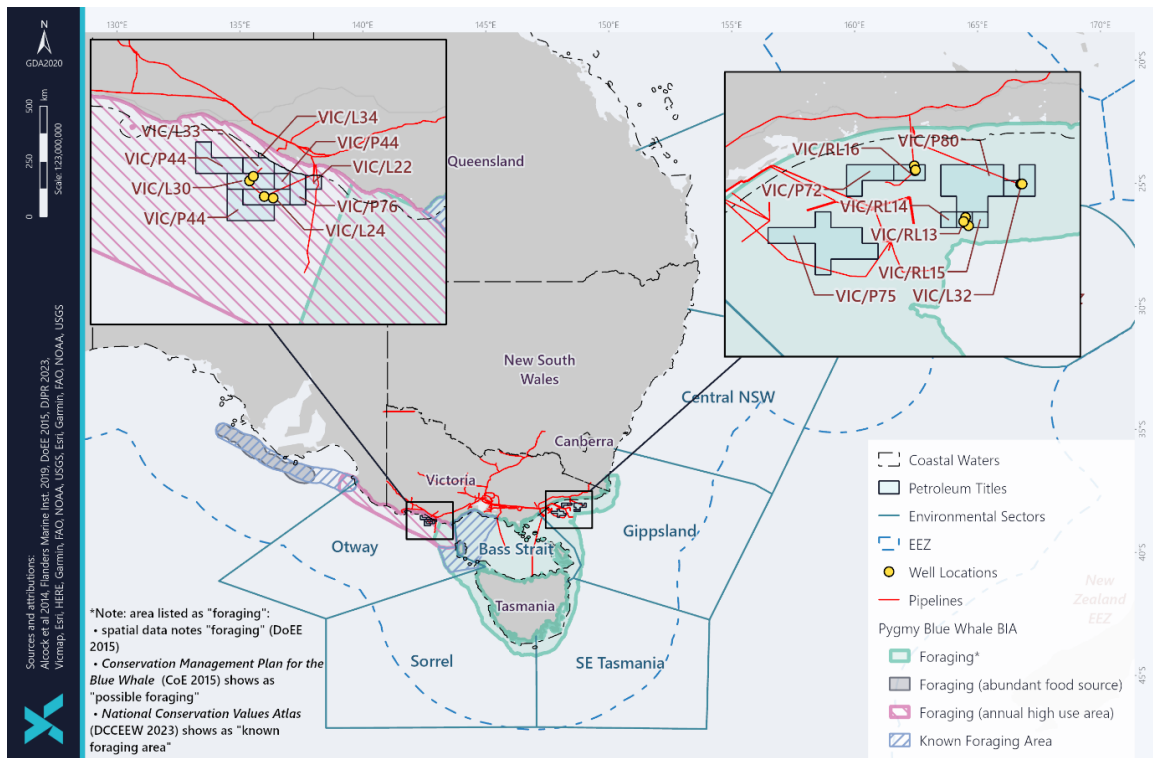 130°E
135°E
140°E
145°E
150°E
155°E
160°E
165°E
170°E
20°S
25°S
30°S
35°S
40°S
45°S
N
GDA2020
500
250
0
km
Scale: 1:23,000,000
Sources and attributions:
Alcock et al 2014, Flanders Marine Inst. 2019, DoEE 2015, DJPR 2023,
Vicmap, Esri, HERE, Garmin, FAO, NOAA, USGS, Esri, Garmin, FAO, NOAA, USGS
VIC/L33
VIC/L34
VIC/P44
VIC/P44
VIC/L22
VIC/L30
VIC/P44
VIC/P76
VIC/L24
VIC/RL16
VIC/P80
VIC/P72
VIC/RL14
VIC/RL13
VIC/RL15
VIC/P75
VIC/L32
Queensland
New South
Wales
Central NSW
Canberra
Victoria
Otway
Bass Strait
Gippsland
Tasmania
Sorrel
SE Tasmania
New
Zealand
EEZ
*Note: area listed as "foraging":
• spatial data notes "foraging" (DoEE
2015)
• Conservation Management Plan for the
Blue Whale (CoE 2015) shows as
"possible foraging"
• National Conservation Values Atlas
(DCCEEW 2023) shows as "known
foraging area"
Coastal Waters
Petroleum Titles
Environmental Sectors
EEZ
Well Locations
Pipelines
Pygmy Blue Whale BIA
Foraging*
Foraging (abundant food source)
Foraging (annual high use area)
Known Foraging Area